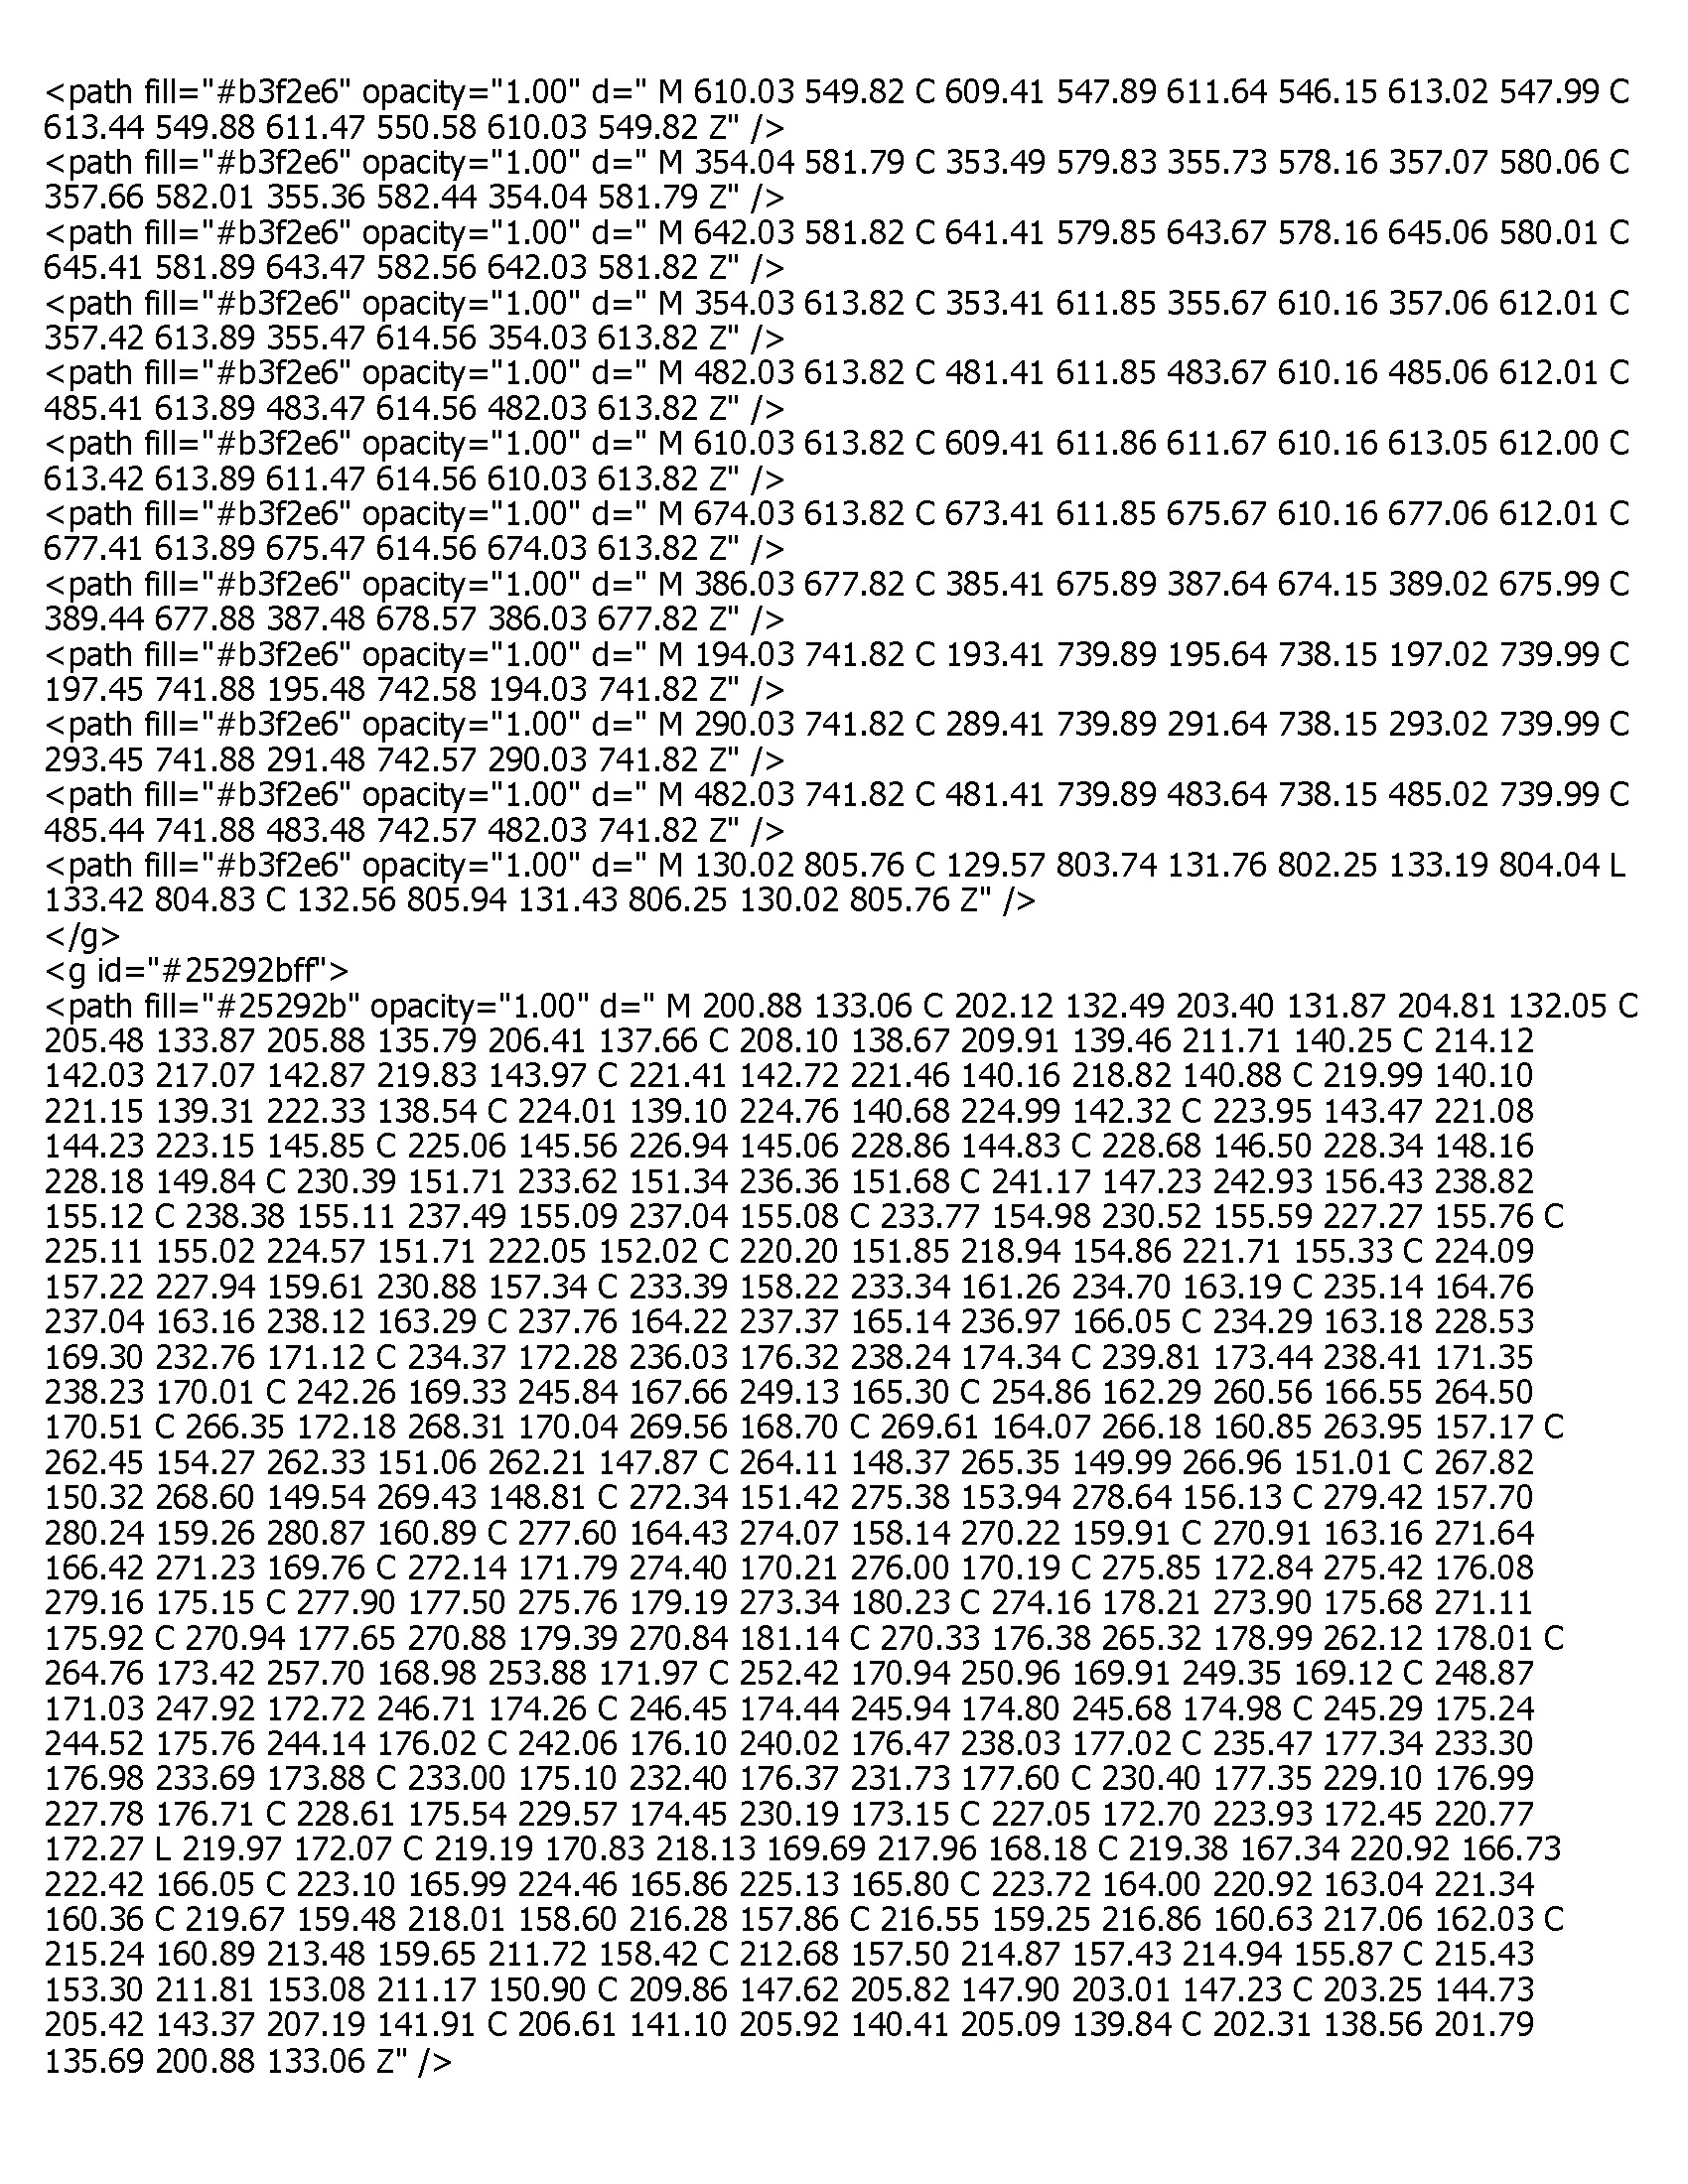 <path fill="#b3f2e6" opacity="1.00" d=" M 610.03 549.82 C 609.41 547.89 611.64 546.15 613.02 547.99 C
613.44 549.88 611.47 550.58 610.03 549.82 Z" />
<path fill="#b3f2e6" opacity="1.00" d=" M 354.04 581.79 C 353.49 579.83 355.73 578.16 357.07 580.06 C
357.66 582.01 355.36 582.44 354.04 581.79 Z" />
<path fill="#b3f2e6" opacity="1.00" d=" M 642.03 581.82 C 641.41 579.85 643.67 578.16 645.06 580.01 C
645.41 581.89 643.47 582.56 642.03 581.82 Z" />
<path fill="#b3f2e6" opacity="1.00" d=" M 354.03 613.82 C 353.41 611.85 355.67 610.16 357.06 612.01 C
357.42 613.89 355.47 614.56 354.03 613.82 Z" />
<path fill="#b3f2e6" opacity="1.00" d=" M 482.03 613.82 C 481.41 611.85 483.67 610.16 485.06 612.01 C
485.41 613.89 483.47 614.56 482.03 613.82 Z" />
<path fill="#b3f2e6" opacity="1.00" d=" M 610.03 613.82 C 609.41 611.86 611.67 610.16 613.05 612.00 C
613.42 613.89 611.47 614.56 610.03 613.82 Z" />
<path fill="#b3f2e6" opacity="1.00" d=" M 674.03 613.82 C 673.41 611.85 675.67 610.16 677.06 612.01 C
677.41 613.89 675.47 614.56 674.03 613.82 Z" />
<path fill="#b3f2e6" opacity="1.00" d=" M 386.03 677.82 C 385.41 675.89 387.64 674.15 389.02 675.99 C
389.44 677.88 387.48 678.57 386.03 677.82 Z" />
<path fill="#b3f2e6" opacity="1.00" d=" M 194.03 741.82 C 193.41 739.89 195.64 738.15 197.02 739.99 C
197.45 741.88 195.48 742.58 194.03 741.82 Z" />
<path fill="#b3f2e6" opacity="1.00" d=" M 290.03 741.82 C 289.41 739.89 291.64 738.15 293.02 739.99 C
293.45 741.88 291.48 742.57 290.03 741.82 Z" />
<path fill="#b3f2e6" opacity="1.00" d=" M 482.03 741.82 C 481.41 739.89 483.64 738.15 485.02 739.99 C
485.44 741.88 483.48 742.57 482.03 741.82 Z" />
<path fill="#b3f2e6" opacity="1.00" d=" M 130.02 805.76 C 129.57 803.74 131.76 802.25 133.19 804.04 L
133.42 804.83 C 132.56 805.94 131.43 806.25 130.02 805.76 Z" />
</g>
<g id="#25292bff">
<path fill="#25292b" opacity="1.00" d=" M 200.88 133.06 C 202.12 132.49 203.40 131.87 204.81 132.05 C
205.48 133.87 205.88 135.79 206.41 137.66 C 208.10 138.67 209.91 139.46 211.71 140.25 C 214.12
142.03 217.07 142.87 219.83 143.97 C 221.41 142.72 221.46 140.16 218.82 140.88 C 219.99 140.10
221.15 139.31 222.33 138.54 C 224.01 139.10 224.76 140.68 224.99 142.32 C 223.95 143.47 221.08
144.23 223.15 145.85 C 225.06 145.56 226.94 145.06 228.86 144.83 C 228.68 146.50 228.34 148.16
228.18 149.84 C 230.39 151.71 233.62 151.34 236.36 151.68 C 241.17 147.23 242.93 156.43 238.82
155.12 C 238.38 155.11 237.49 155.09 237.04 155.08 C 233.77 154.98 230.52 155.59 227.27 155.76 C
225.11 155.02 224.57 151.71 222.05 152.02 C 220.20 151.85 218.94 154.86 221.71 155.33 C 224.09
157.22 227.94 159.61 230.88 157.34 C 233.39 158.22 233.34 161.26 234.70 163.19 C 235.14 164.76
237.04 163.16 238.12 163.29 C 237.76 164.22 237.37 165.14 236.97 166.05 C 234.29 163.18 228.53
169.30 232.76 171.12 C 234.37 172.28 236.03 176.32 238.24 174.34 C 239.81 173.44 238.41 171.35
238.23 170.01 C 242.26 169.33 245.84 167.66 249.13 165.30 C 254.86 162.29 260.56 166.55 264.50
170.51 C 266.35 172.18 268.31 170.04 269.56 168.70 C 269.61 164.07 266.18 160.85 263.95 157.17 C
262.45 154.27 262.33 151.06 262.21 147.87 C 264.11 148.37 265.35 149.99 266.96 151.01 C 267.82
150.32 268.60 149.54 269.43 148.81 C 272.34 151.42 275.38 153.94 278.64 156.13 C 279.42 157.70
280.24 159.26 280.87 160.89 C 277.60 164.43 274.07 158.14 270.22 159.91 C 270.91 163.16 271.64
166.42 271.23 169.76 C 272.14 171.79 274.40 170.21 276.00 170.19 C 275.85 172.84 275.42 176.08
279.16 175.15 C 277.90 177.50 275.76 179.19 273.34 180.23 C 274.16 178.21 273.90 175.68 271.11
175.92 C 270.94 177.65 270.88 179.39 270.84 181.14 C 270.33 176.38 265.32 178.99 262.12 178.01 C
264.76 173.42 257.70 168.98 253.88 171.97 C 252.42 170.94 250.96 169.91 249.35 169.12 C 248.87
171.03 247.92 172.72 246.71 174.26 C 246.45 174.44 245.94 174.80 245.68 174.98 C 245.29 175.24
244.52 175.76 244.14 176.02 C 242.06 176.10 240.02 176.47 238.03 177.02 C 235.47 177.34 233.30
176.98 233.69 173.88 C 233.00 175.10 232.40 176.37 231.73 177.60 C 230.40 177.35 229.10 176.99
227.78 176.71 C 228.61 175.54 229.57 174.45 230.19 173.15 C 227.05 172.70 223.93 172.45 220.77
172.27 L 219.97 172.07 C 219.19 170.83 218.13 169.69 217.96 168.18 C 219.38 167.34 220.92 166.73
222.42 166.05 C 223.10 165.99 224.46 165.86 225.13 165.80 C 223.72 164.00 220.92 163.04 221.34
160.36 C 219.67 159.48 218.01 158.60 216.28 157.86 C 216.55 159.25 216.86 160.63 217.06 162.03 C
215.24 160.89 213.48 159.65 211.72 158.42 C 212.68 157.50 214.87 157.43 214.94 155.87 C 215.43
153.30 211.81 153.08 211.17 150.90 C 209.86 147.62 205.82 147.90 203.01 147.23 C 203.25 144.73
205.42 143.37 207.19 141.91 C 206.61 141.10 205.92 140.41 205.09 139.84 C 202.31 138.56 201.79
135.69 200.88 133.06 Z" />